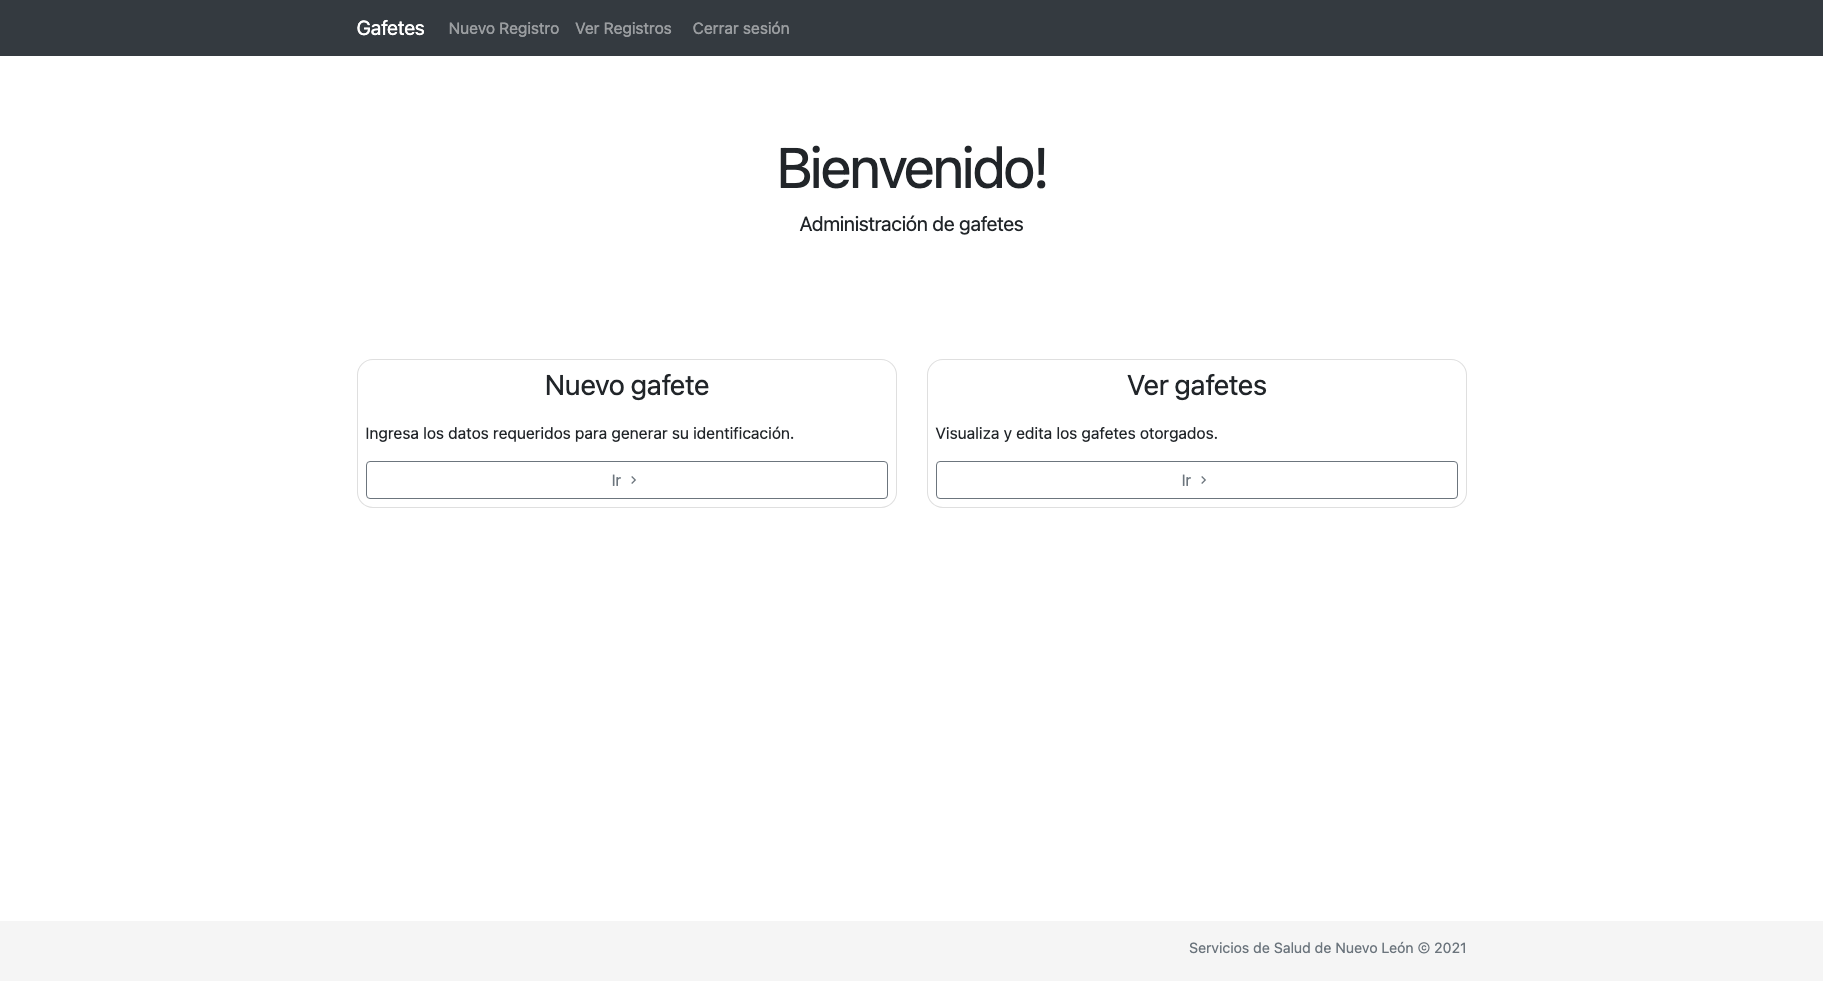 Gafetes Nuevo Registro Ver Registros Cerrar sesión
Bienvenido!
Administración de gafetes
Nuevo gafete
Ingresa los datos requeridos para generar su identificación.
Ir >
Ver gafetes
Visualiza y edita los gafetes otorgados.
Ir >
Servicios de Salud de Nuevo León © 2021